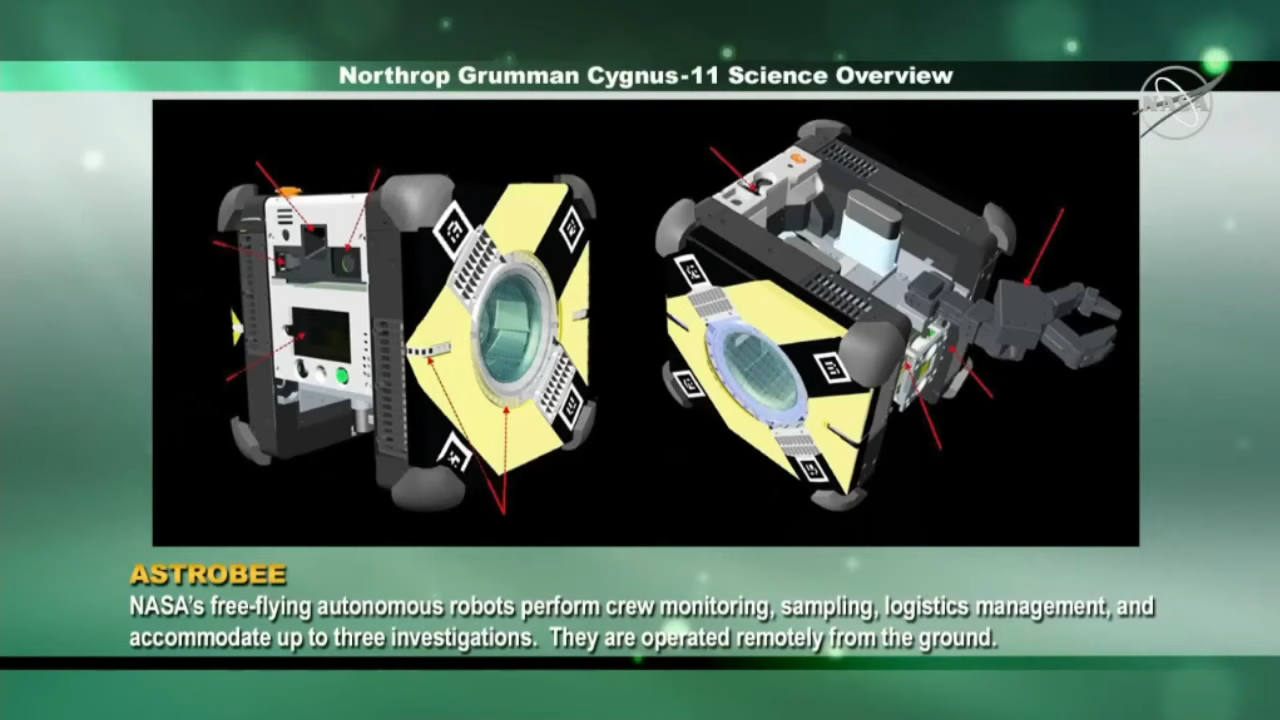 Northrop Grumman Cygnus-11 Science Overview
NASA
ASTROBEE
NASA's free-flying autonomous robots perform crew monitoring, sampling, logistics management, and
accommodate up to three investigations.  They are operated remotely from the ground.